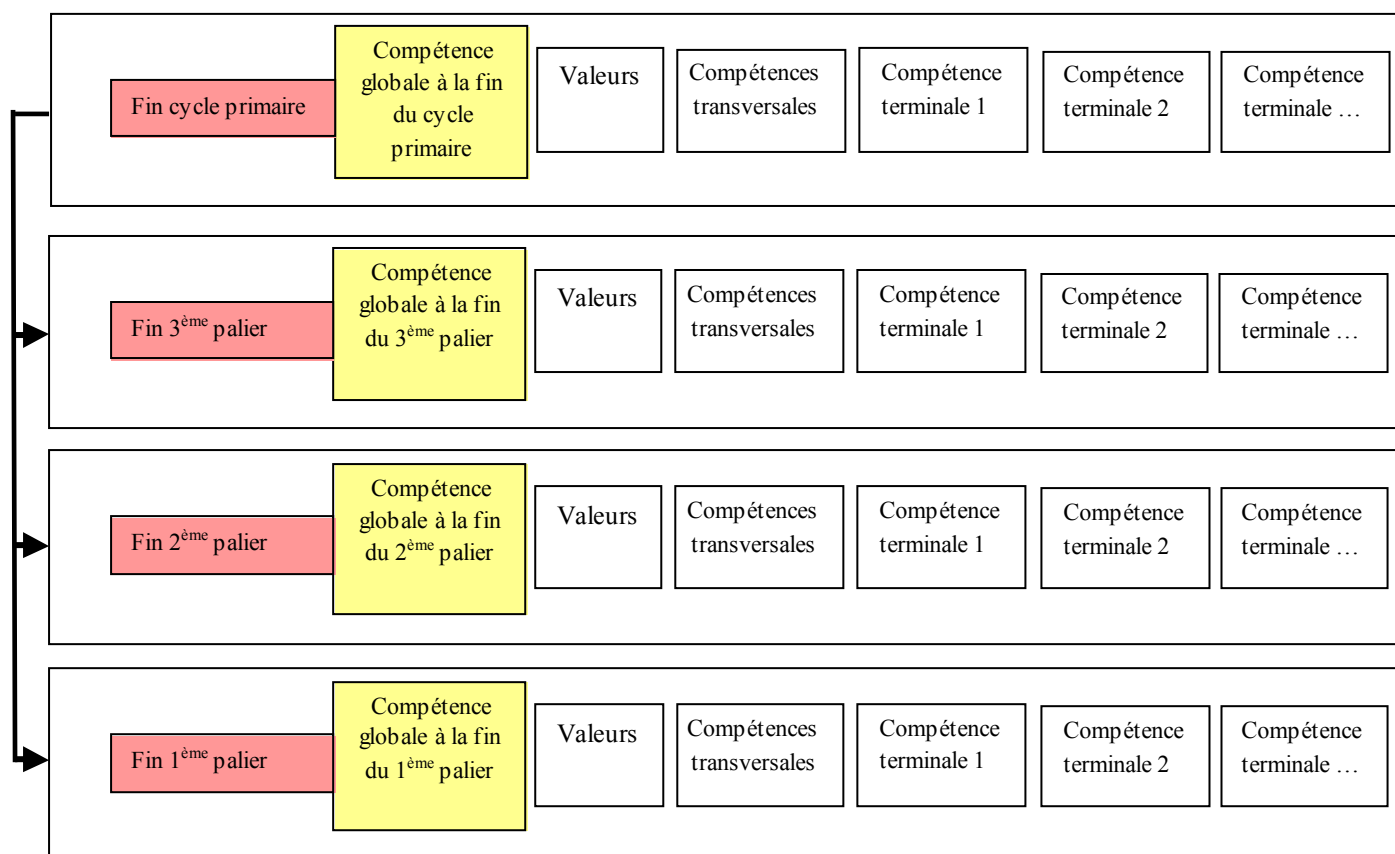 Fin cycle primaire
Compétence
globale à la fin
du cycle
primaire
Valeurs
Compétences
transversales
Compétence
terminale 1
Compétence
terminale 2
Compétence
terminale …
Fin 3ème palier
Compétence
globale à la fin
du 3ème palier
Valeurs
Compétences
transversales
Compétence
terminale 1
Compétence
terminale 2
Compétence
terminale …
Fin 2ème palier
Compétence
globale à la fin
du 2ème palier
Valeurs
Compétences
transversales
Compétence
terminale 1
Compétence
terminale 2
Compétence
terminale …
Fin 1ème palier
Compétence
globale à la fin
du 1ème palier
Valeurs
Compétences
transversales
Compétence
terminale 1
Compétence
terminale 2
Compétence
terminale …